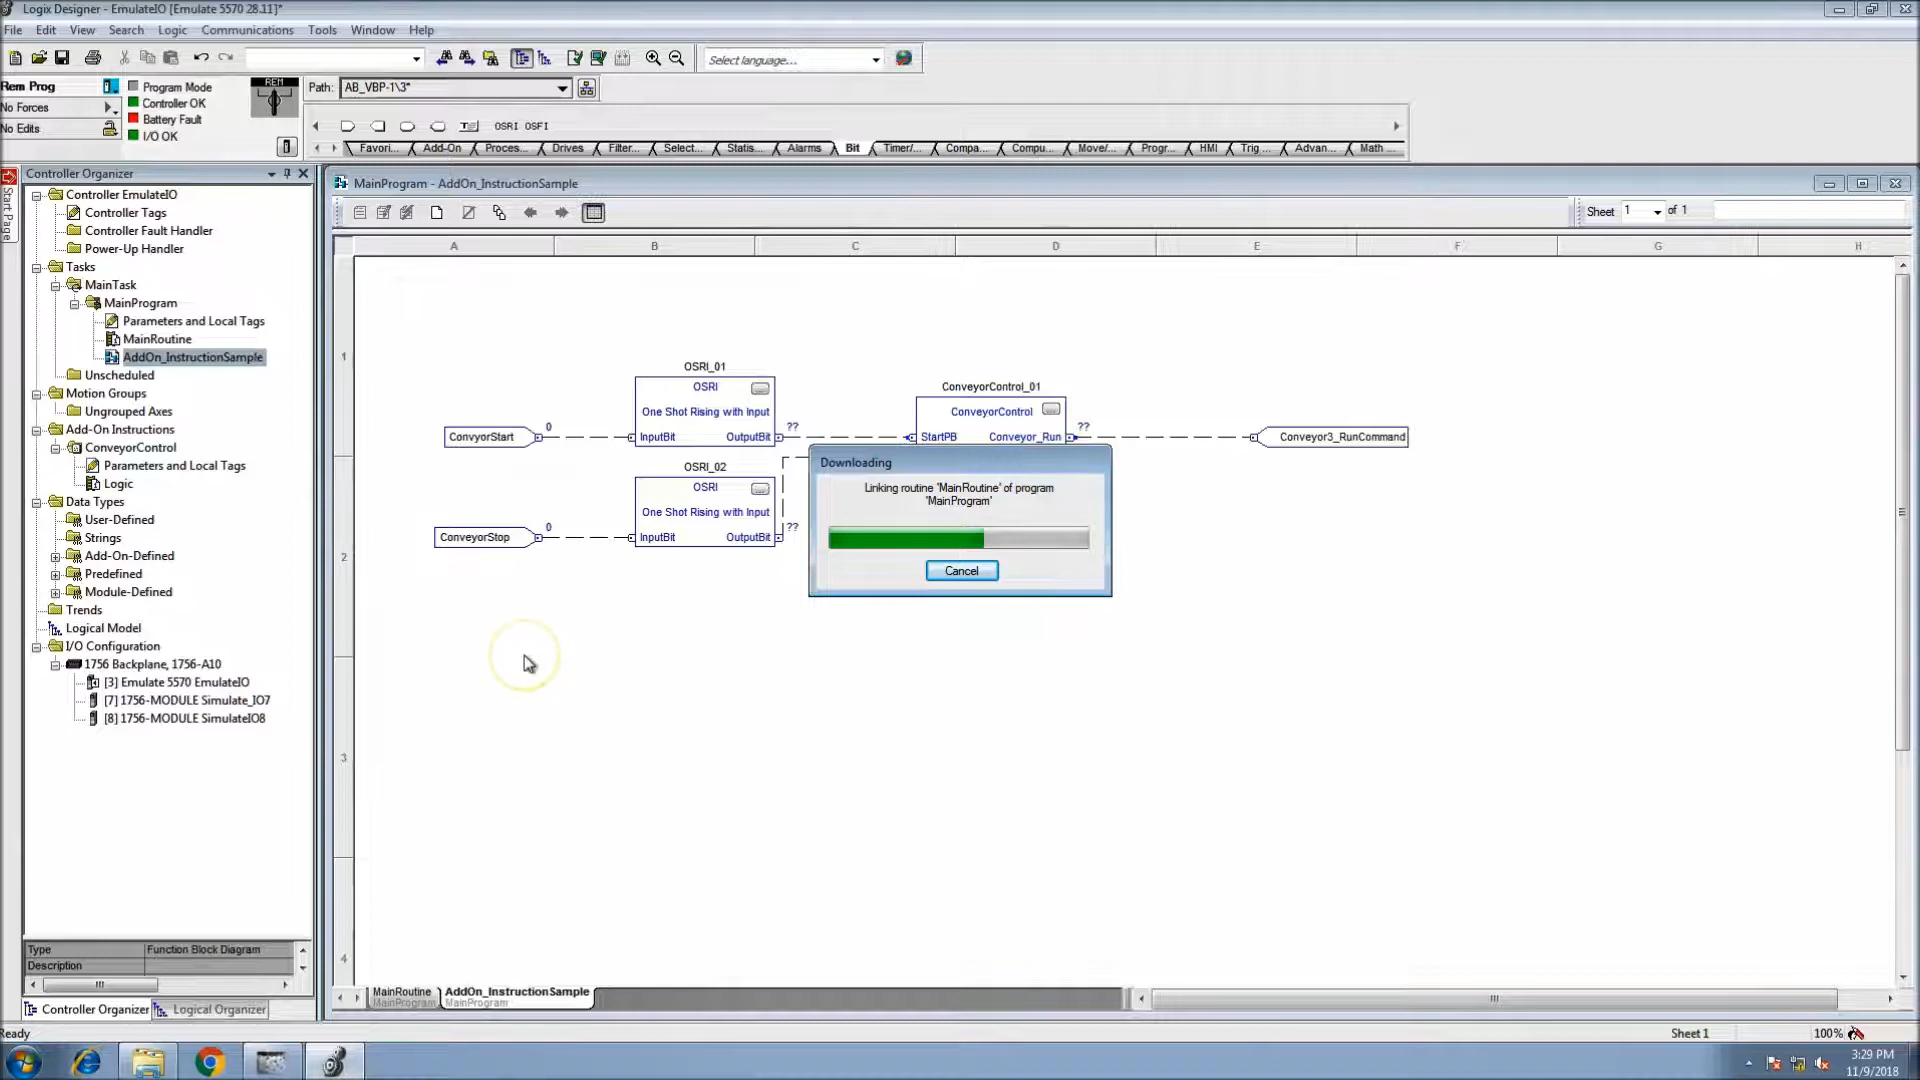 Logix Designer - EmulateIO [Emulate 5570 28.11]*
File Edit View Search Logic Communications Tools Window Help
Select language...
Rem Prog
Program Mode
Path: AB_VBP-1\3*
No Forces
Controller OK
Battery Fault
No Edits
I/O OK
REM
OSRI OSFI
Favori... Add-On Proces... Drives Filter... Select... Statis... Alarms Bit Timer/... Compa... Compu... Move/... Progr... HMI Trig ... Advan... Math ...
Start Page
Controller Organizer
Controller EmulateIO
Controller Tags
Controller Fault Handler
Power-Up Handler
Tasks
MainTask
MainProgram
Parameters and Local Tags
MainRoutine
AddOn_InstructionSample
Unscheduled
Motion Groups
Ungrouped Axes
Add-On Instructions
ConveyorControl
Parameters and Local Tags
Logic
Data Types
User-Defined
Strings
Add-On-Defined
Predefined
Module-Defined
Trends
Logical Model
I/O Configuration
1756 Backplane, 1756-A10
[3] Emulate 5570 EmulateIO
[7] 1756-MODULE Simulate_IO7
[8] 1756-MODULE SimulateIO8
Type Function Block Diagram
Description
Controller Organizer Logical Organizer
MainProgram - AddOn_InstructionSample
Sheet 1 of 1
A B C D E F G H
1
2
3
4
OSRI_01
OSRI
One Shot Rising with Input
ConvyorStart 0 InputBit OutputBit ??
ConveyorControl_01
ConveyorControl
StartPB Conveyor_Run ??
Conveyor3_RunCommand
OSRI_02
OSRI
One Shot Rising with Input
ConveyorStop 0 InputBit OutputBit ??
Downloading
Linking routine 'MainRoutine' of program
'MainProgram'
Cancel
MainRoutine
MainProgram
AddOn_InstructionSample
MainProgram
Ready
Sheet 1
100%
3:29 PM
11/9/2018